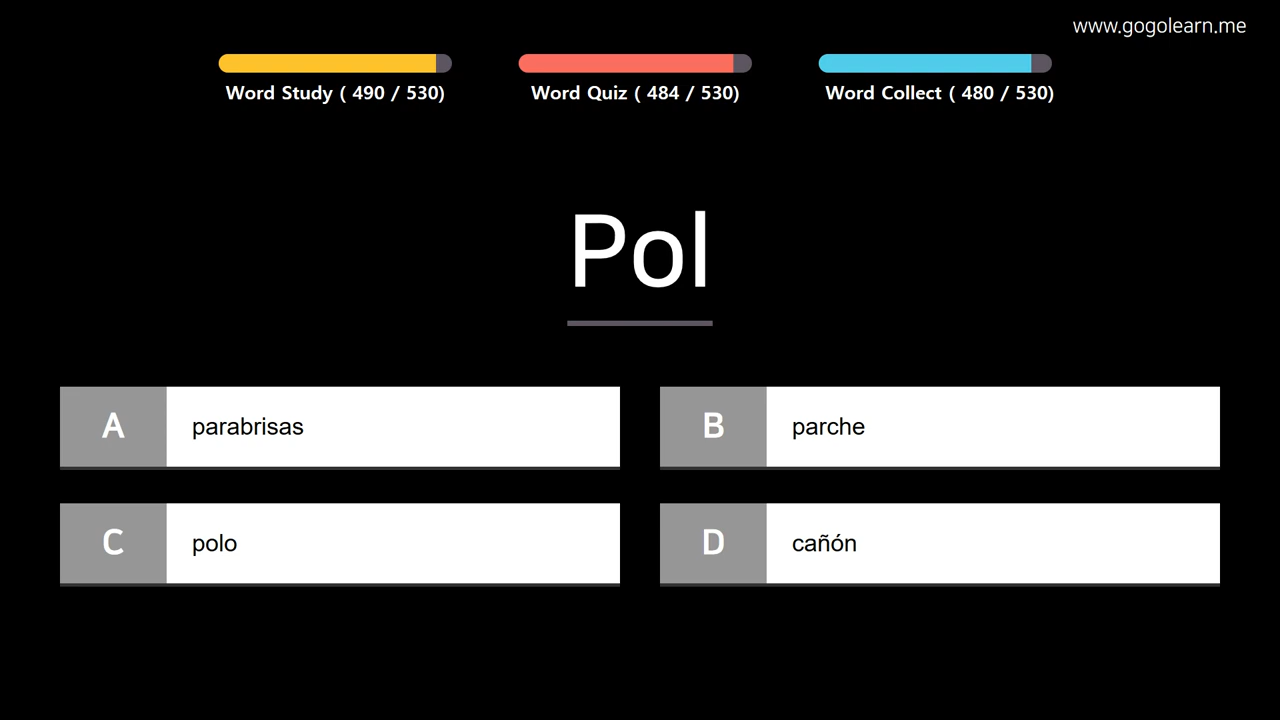 www.gogolearn.me
Word Study ( 490 / 530)
Word Quiz ( 484 / 530)
Word Collect ( 480 / 530)
Pol
A parabrisas
B parche
C polo
D cañón